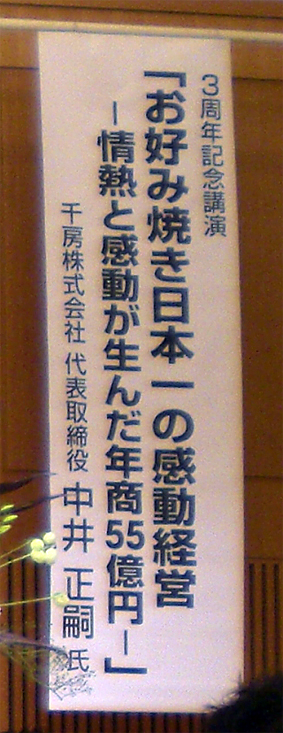 3周年記念講演
「お好み焼き日本一の感動経営
－情熱と感動が生んだ年商55億円－」
千房株式会社 代表取締役 中井 正嗣 氏